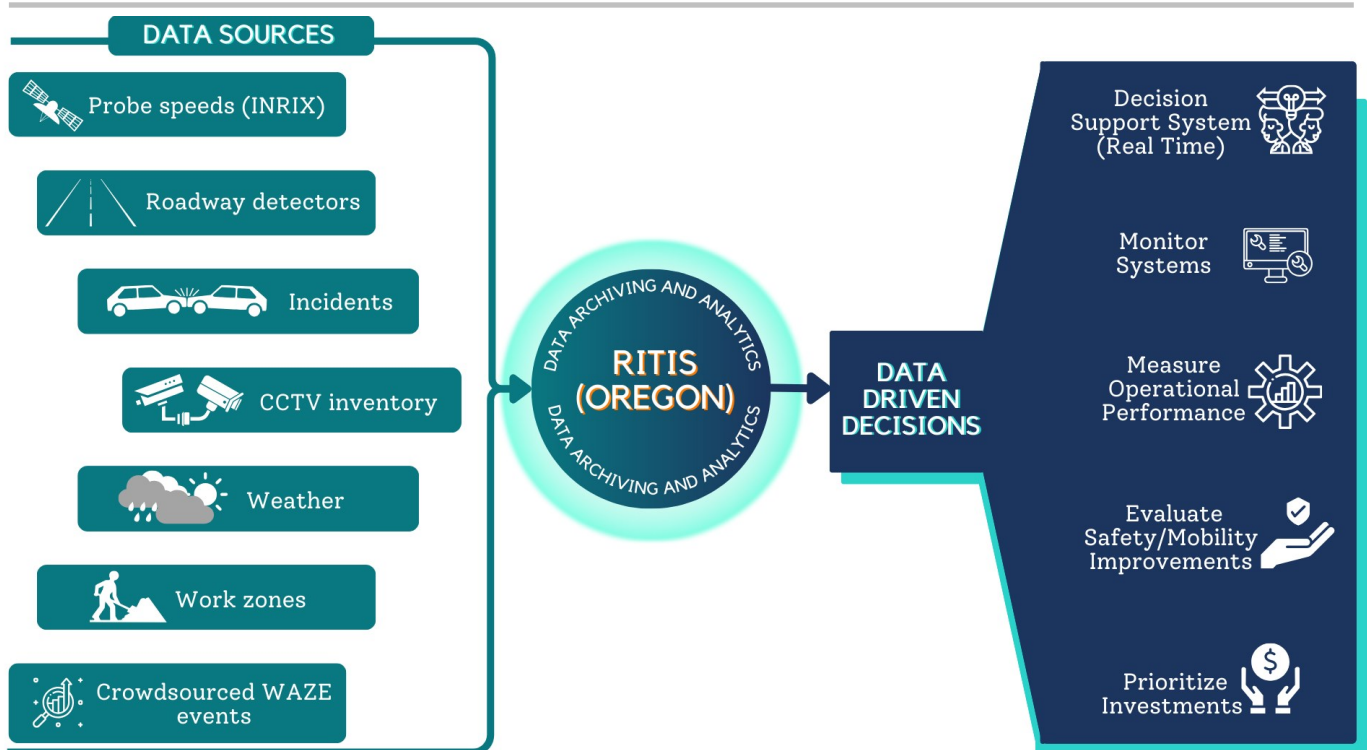 DATA SOURCES
Probe speeds (INRIX)
Roadway detectors
Incidents
CCTV inventory
Weather
Work zones
Crowdsourced WAZE
events
DATA ARCHIVING AND ANALYTICS
RITIS
(OREGON)
DATA ARCHIVING AND ANALYTICS
DATA
DRIVEN
DECISIONS
Decision
Support System
(Real Time)
Monitor
Systems
Measure
Operational
Performance
Evaluate
Safety/Mobility
Improvements
Prioritize
Investments
$